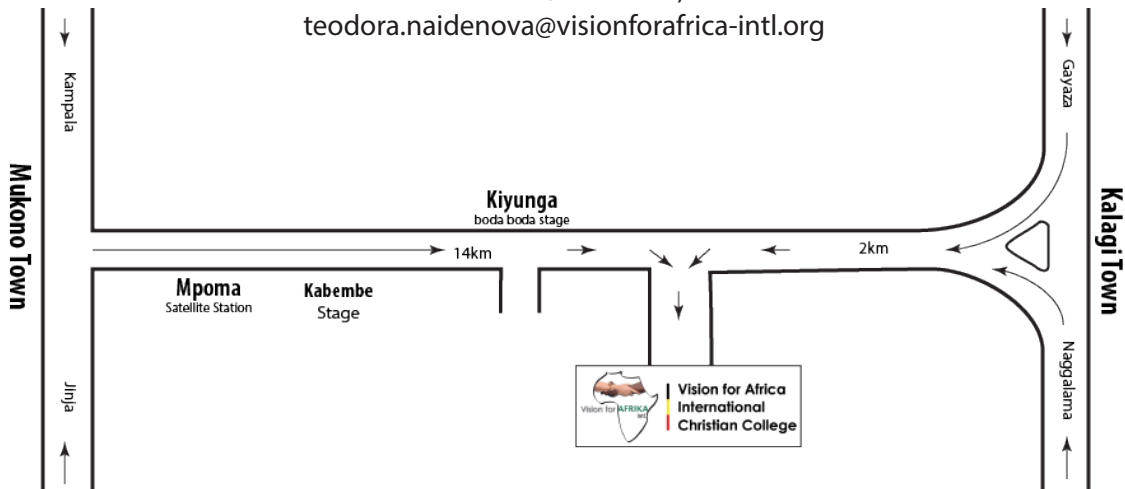 teodora.naidenova@visionforafrica-intl.org
Kampala
Gayaza
Mukono Town
Kiyunga
boda boda stage
Kalagi Town
14km
2km
Mpoma
Satellite Station
Kabembe
Stage
Jinja
Naggalama
Vision for AFRIKA
Intl.
Vision for Africa
International
Christian College